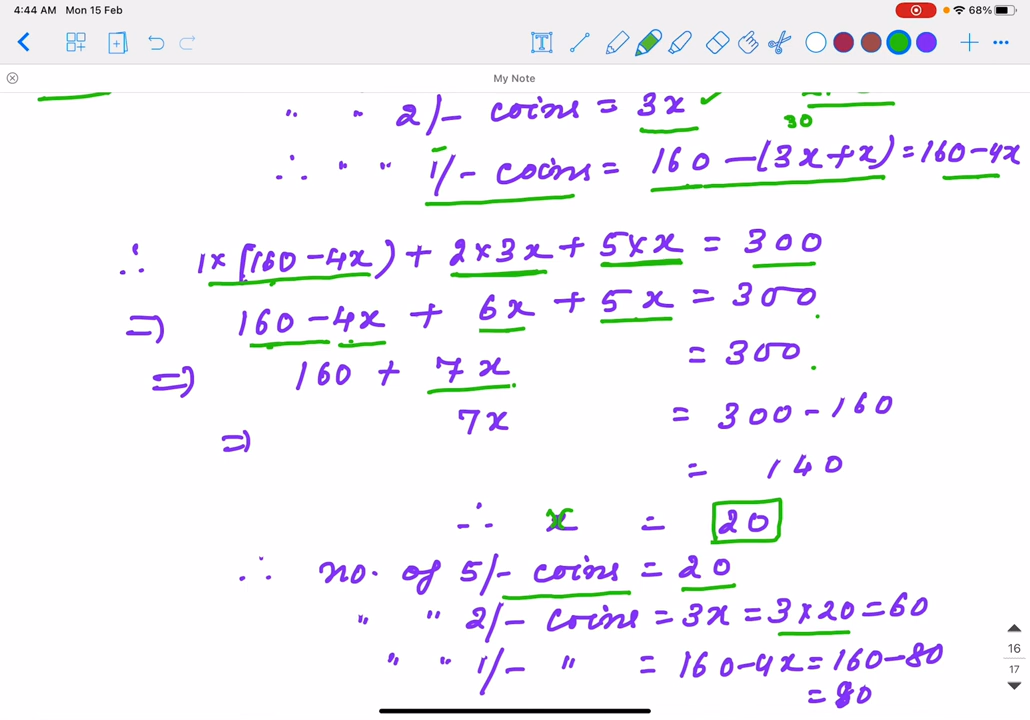 4:44 AM Mon 15 Feb 68%
My Note
" " 2/- coins = 3x ✓
30
∴ " " 1/- coins = 160 - (3x + x) = 160 - 4x
∴ 1 × (160 - 4x) + 2 × 3x + 5 × x = 300
⇒ 160 - 4x + 6x + 5x = 300
⇒ 160 + 7x = 300
⇒ 7x = 300 - 160
= 140
∴ x = 20
∴ no. of 5/- coins = 20
" " 2/- coins = 3x = 3 × 20 = 60
" " 1/- " = 160 - 4x = 160 - 80
= 80
16
17